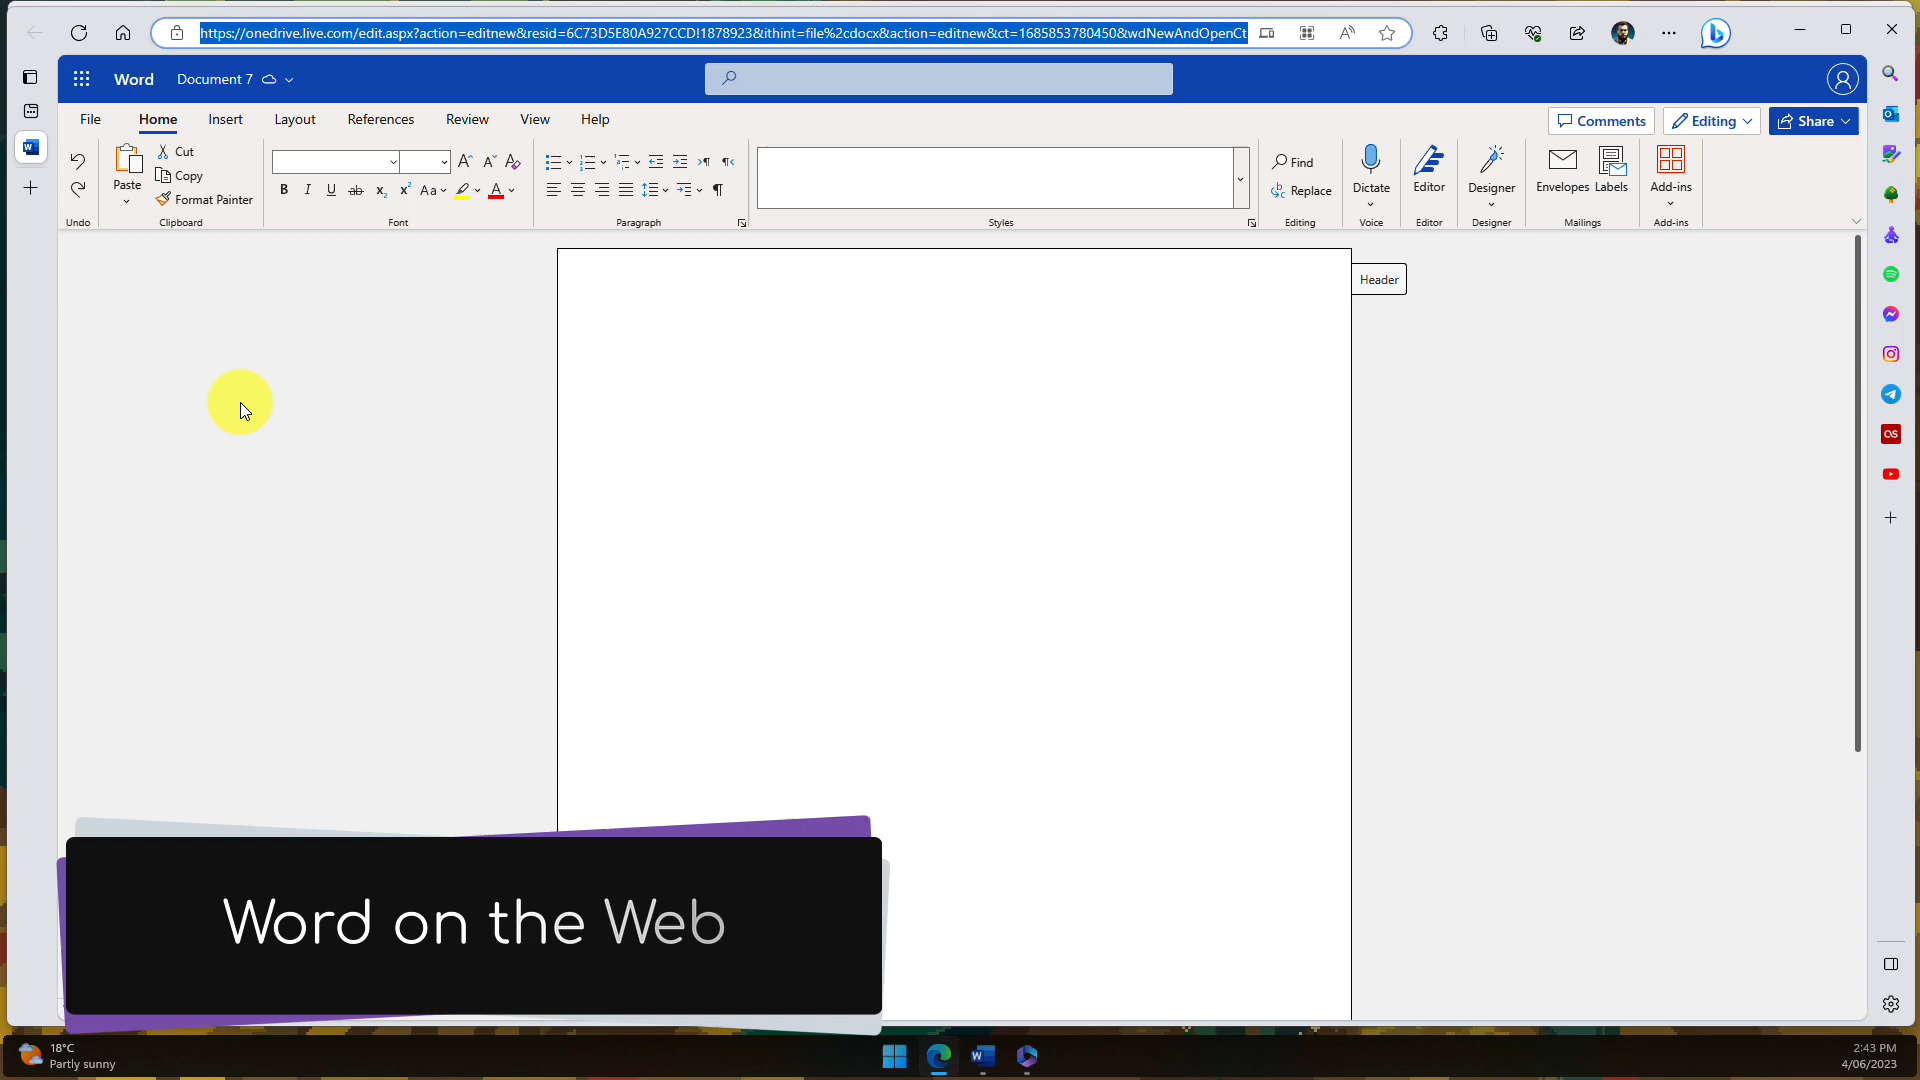 https://onedrive.live.com/edit.aspx?action=editnew&resid=6C73D5E80A927CCD!1878923&ithint=file%2cdocx&action=editnew&ct=1685853780450&wdNewAndOpenCt
Word Document 7
File Home Insert Layout References Review View Help
Comments Editing Share
Paste Cut Copy Format Painter
Find Replace
Dictate Editor Designer Envelopes Labels Add-ins
Undo Clipboard Font Paragraph Styles Editing Voice Editor Designer Mailings Add-ins
Header
Word on the Web
18°C
Partly sunny
2:43 PM
4/06/2023